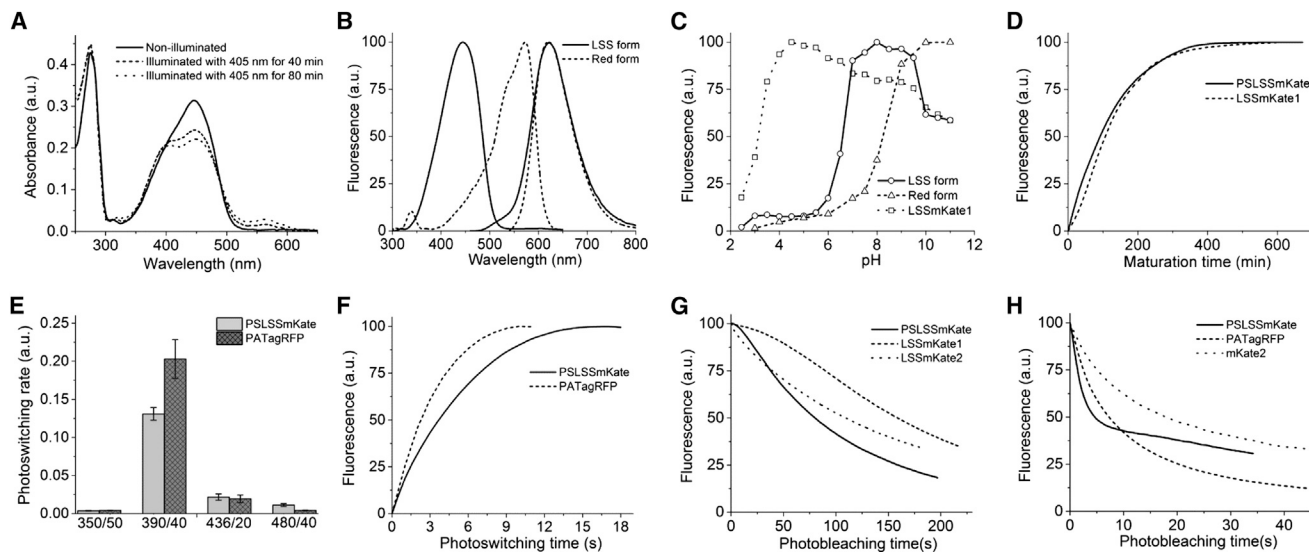 A
Non-illuminated
Illuminated with 405 nm for 40 min
Illuminated with 405 nm for 80 min
Absorbance (a.u.)
0.4
0.3
0.2
0.1
0.0
300 400 500 600
Wavelength (nm)
B
LSS form
Red form
Fluorescence (a.u.)
100
75
50
25
0
300 400 500 600 700 800
Wavelength (nm)
C
LSS form
Red form
LSSmKate1
Fluorescence (a.u.)
100
75
50
25
0
2 4 6 8 10 12
pH
D
PSLSSmKate
LSSmKate1
Fluorescence (a.u.)
100
75
50
25
0
0 200 400 600
Maturation time (min)
E
PSLSSmKate
PATagRFP
Photoswitching rate (a.u.)
0.25
0.20
0.15
0.10
0.05
0.00
350/50 390/40 436/20 480/40
F
PSLSSmKate
PATagRFP
Fluorescence (a.u.)
100
75
50
25
0
0 3 6 9 12 15 18
Photoswitching time (s)
G
PSLSSmKate
LSSmKate1
LSSmKate2
Fluorescence (a.u.)
100
75
50
25
0
0 50 100 150 200
Photobleaching time(s)
H
PSLSSmKate
PATagRFP
mKate2
Fluorescence (a.u.)
100
75
50
25
0
0 10 20 30 40
Photobleaching time(s)